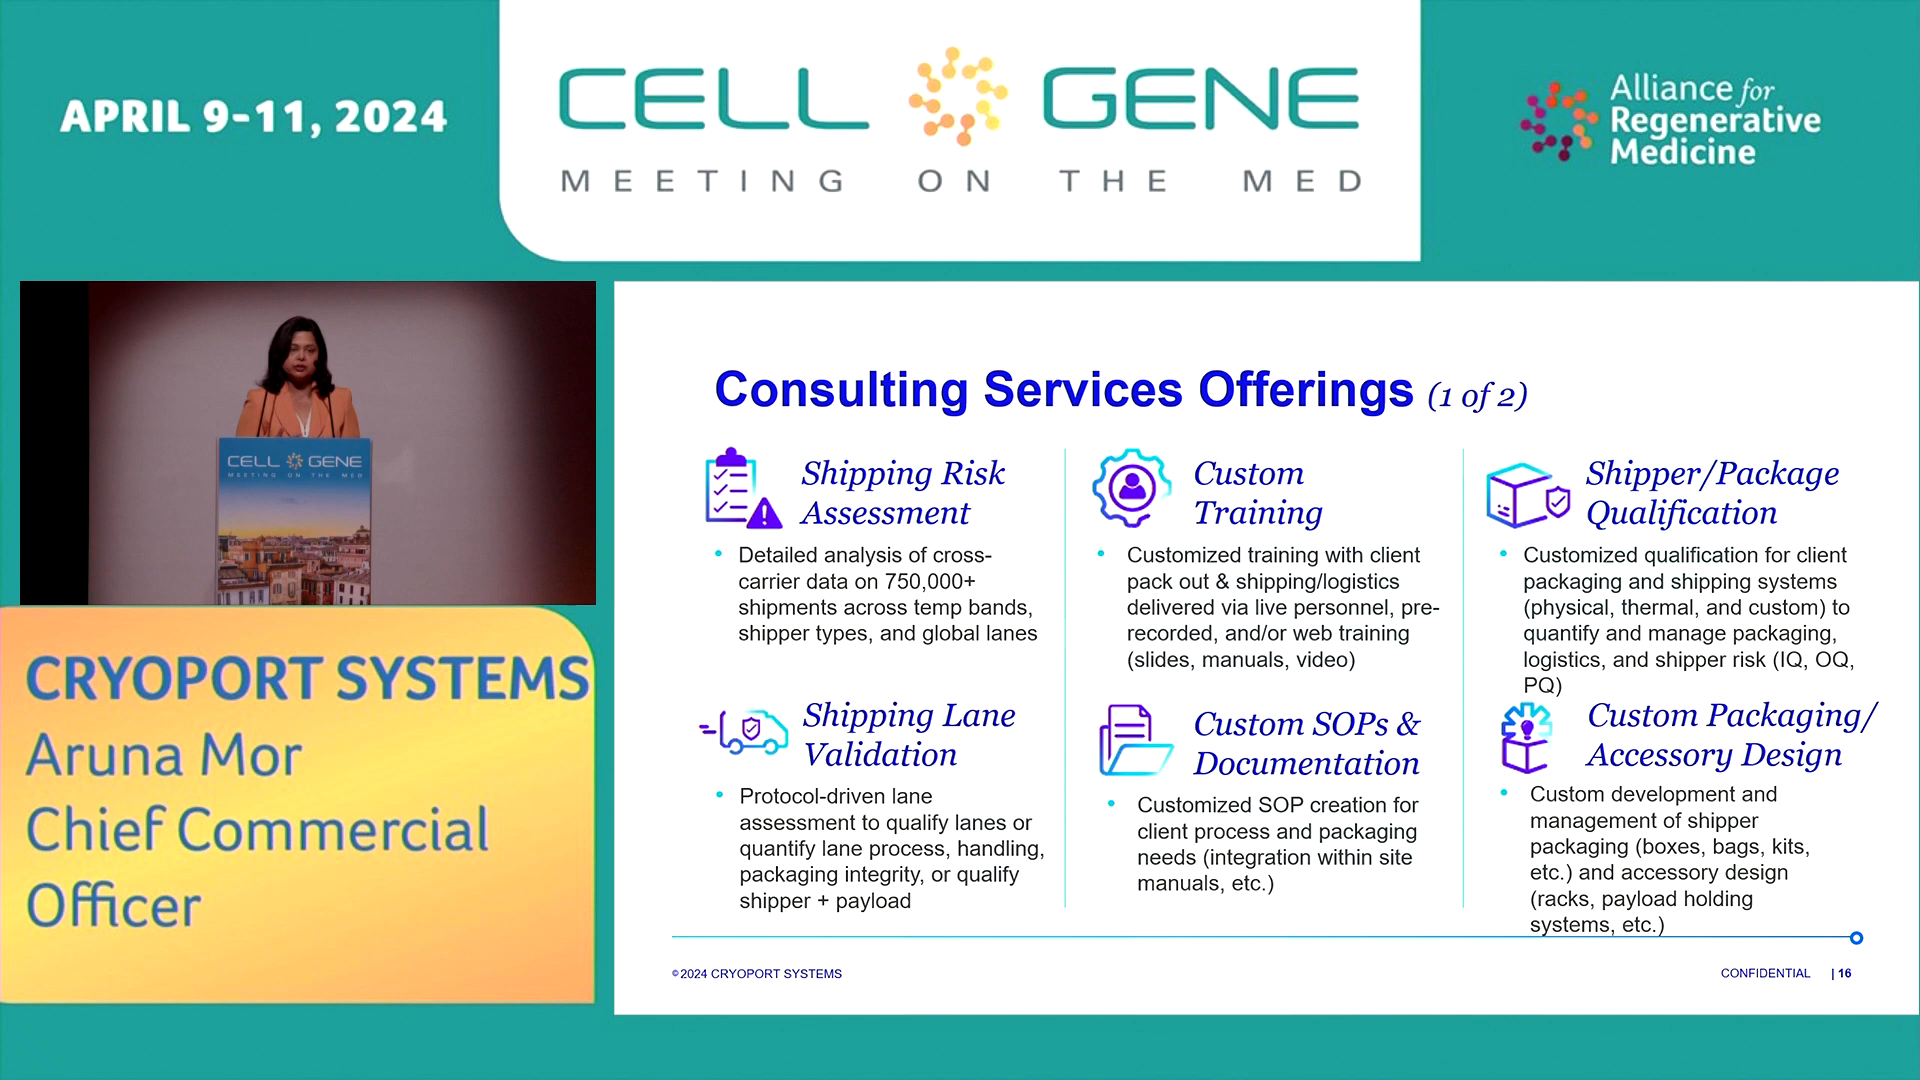 APRIL 9-11, 2024
CELL GENE
MEETING ON THE MED
Alliance for
Regenerative
Medicine
CELL GENE
MEETING ON THE MED
CRYOPORT SYSTEMS
Aruna Mor
Chief Commercial
Officer
Consulting Services Offerings (1 of 2)
Shipping Risk
Assessment
• Detailed analysis of cross-
carrier data on 750,000+
shipments across temp bands,
shipper types, and global lanes
Custom
Training
• Customized training with client
pack out & shipping/logistics
delivered via live personnel, pre-
recorded, and/or web training
(slides, manuals, video)
Shipper/Package
Qualification
• Customized qualification for client
packaging and shipping systems
(physical, thermal, and custom) to
quantify and manage packaging,
logistics, and shipper risk (IQ, OQ,
PQ)
Shipping Lane
Validation
• Protocol-driven lane
assessment to qualify lanes or
quantify lane process, handling,
packaging integrity, or qualify
shipper + payload
Custom SOPs &
Documentation
• Customized SOP creation for
client process and packaging
needs (integration within site
manuals, etc.)
Custom Packaging/
Accessory Design
• Custom development and
management of shipper
packaging (boxes, bags, kits,
etc.) and accessory design
(racks, payload holding
systems, etc.)
© 2024 CRYOPORT SYSTEMS
CONFIDENTIAL | 16